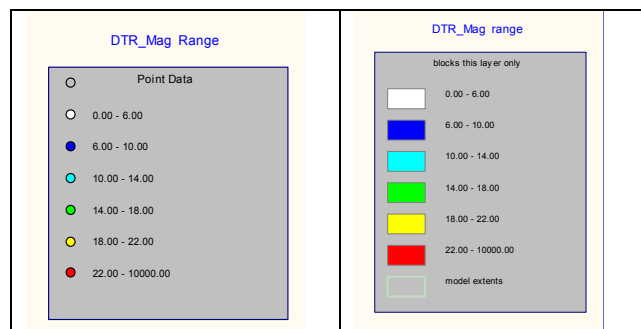 DTR_Mag Range
Point Data
0.00 - 6.00
6.00 - 10.00
10.00 - 14.00
14.00 - 18.00
18.00 - 22.00
22.00 - 10000.00
DTR_Mag range
blocks this layer only
0.00 - 6.00
6.00 - 10.00
10.00 - 14.00
14.00 - 18.00
18.00 - 22.00
22.00 - 10000.00
model extents